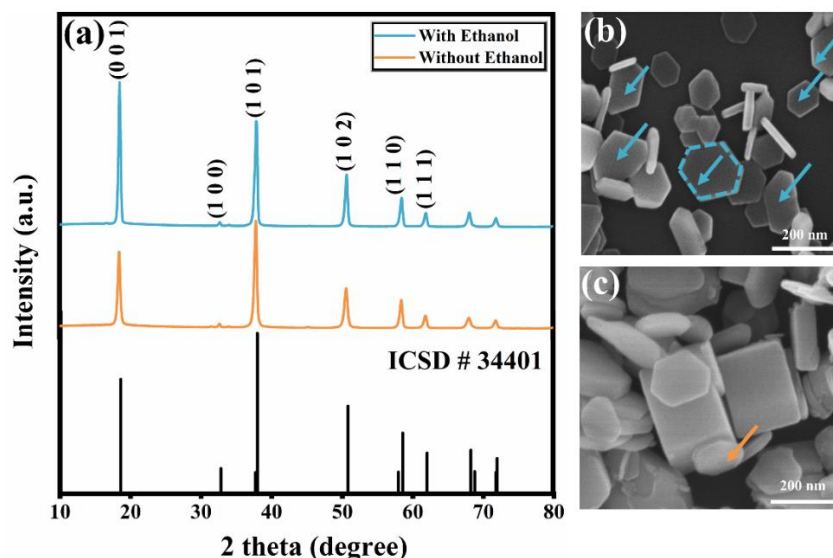 (a)
With Ethanol
Without Ethanol
(0 0 1)
(1 0 0)
(1 0 1)
(1 0 2)
(1 1 0)
(1 1 1)
ICSD # 34401
Intensity (a.u.)
10 20 30 40 50 60 70 80
2 theta (degree)
(b)
200 nm
(c)
200 nm